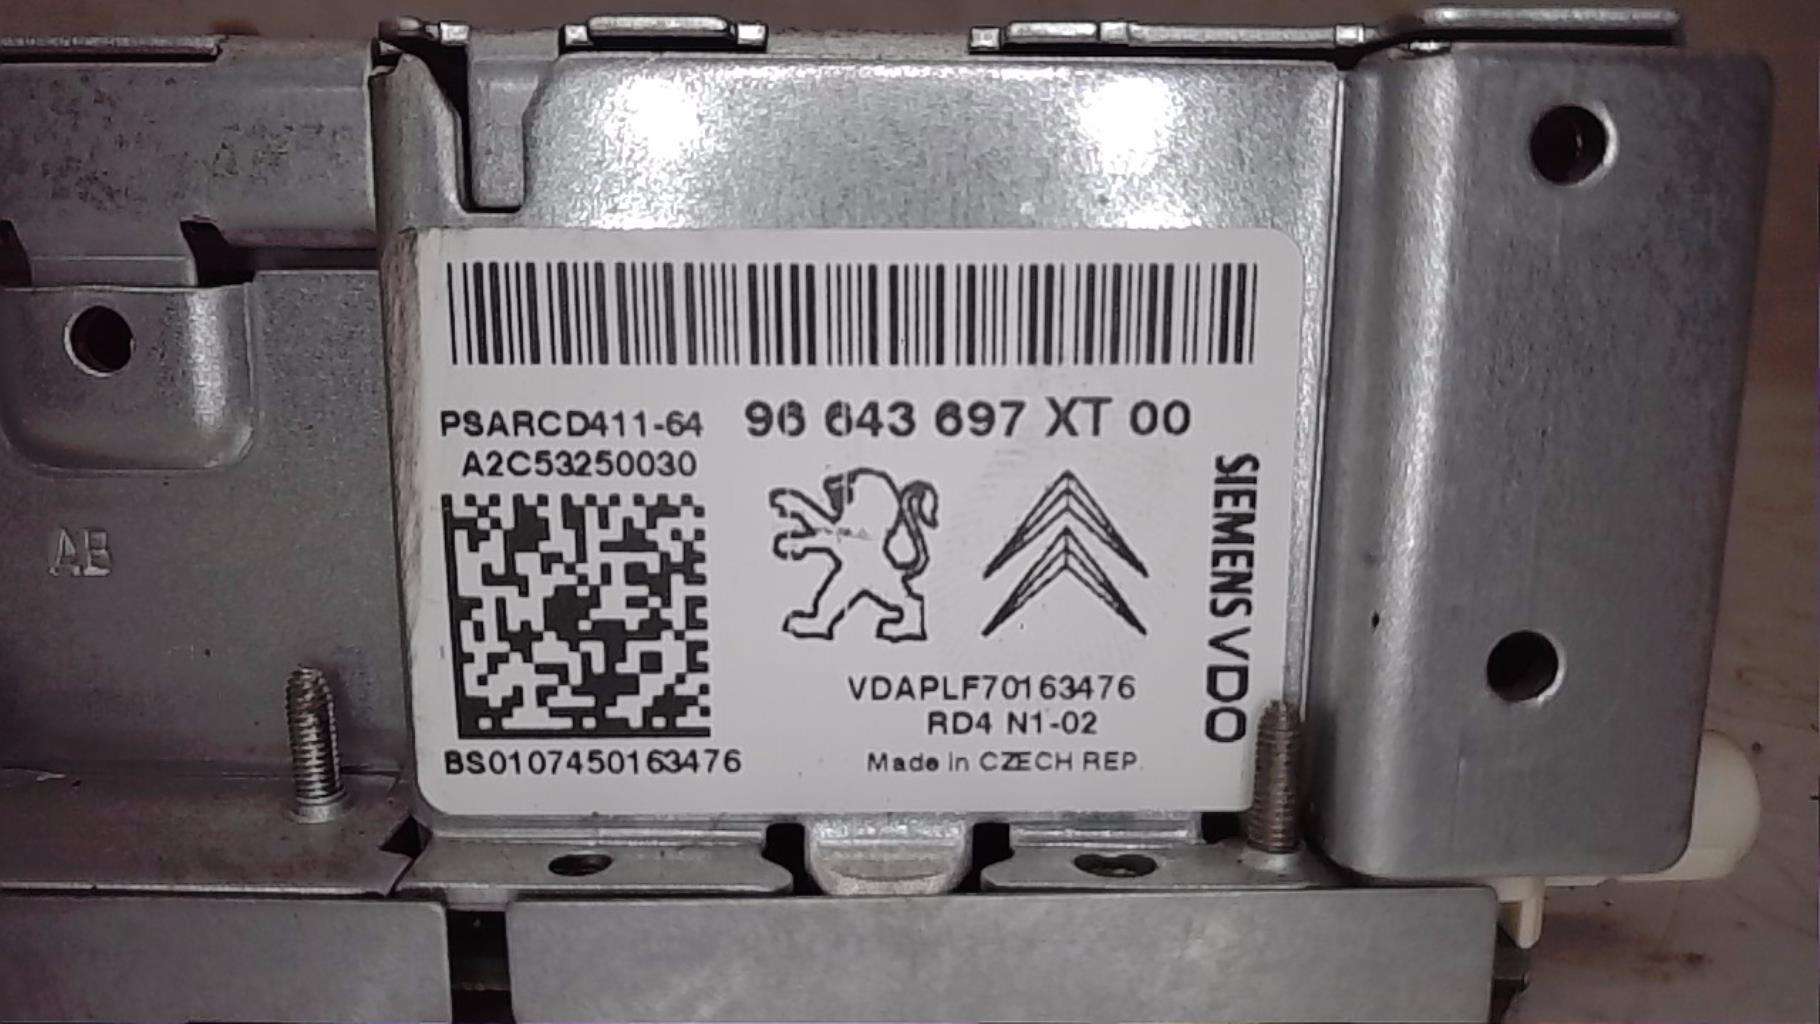 PSARCD411-64
96 643 697 XT 00
A2C53250030
SIEMENS VDO
AB
VDAPLF70163476
RD4 N1-02
BS0107450163476
Made in CZECH REP.